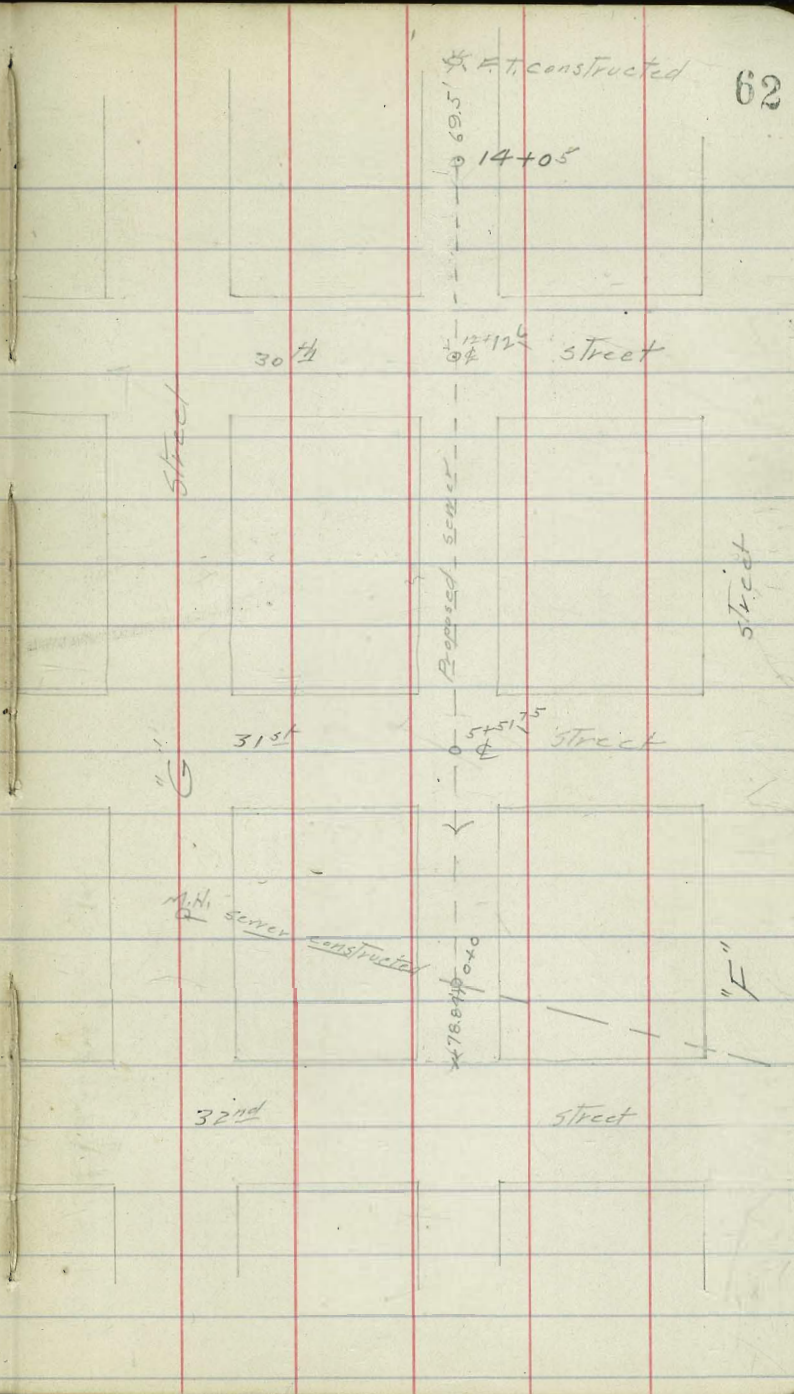 F.T. constructed
62
69.5'
14+05
30th 12+12 ℄ street
Street
Proposed sewer
street
31st 5+51.75 ℄ street
"G"
M.H.
sewer constructed
0+0
78.84
"F"
32nd street